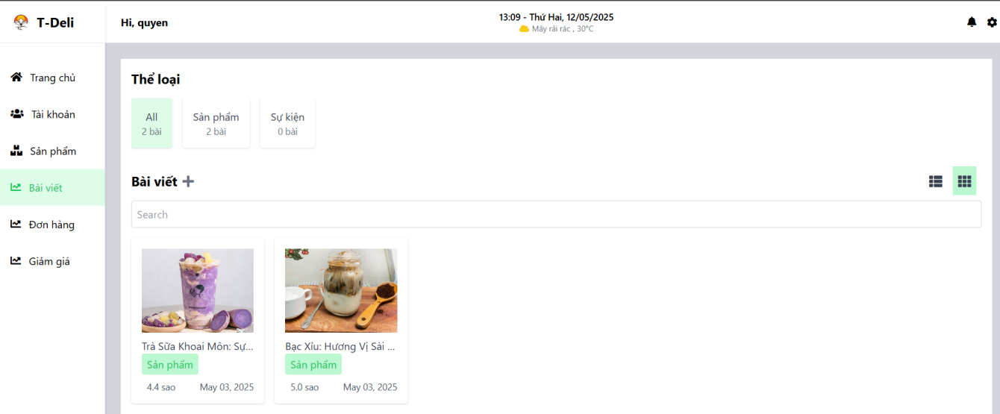 T-Deli
Hi, quyen
13:09 - Thứ Hai, 12/05/2025
Mây rải rác , 30°C
Trang chủ
Tài khoản
Sản phẩm
Bài viết
Đơn hàng
Giảm giá
Thể loại
All
2 bài
Sản phẩm
2 bài
Sự kiện
0 bài
Bài viết
Search
Trà Sữa Khoai Môn: Sự...
Sản phẩm
4.4 sao May 03, 2025
Bạc Xỉu: Hương Vị Sài ...
Sản phẩm
5.0 sao May 03, 2025